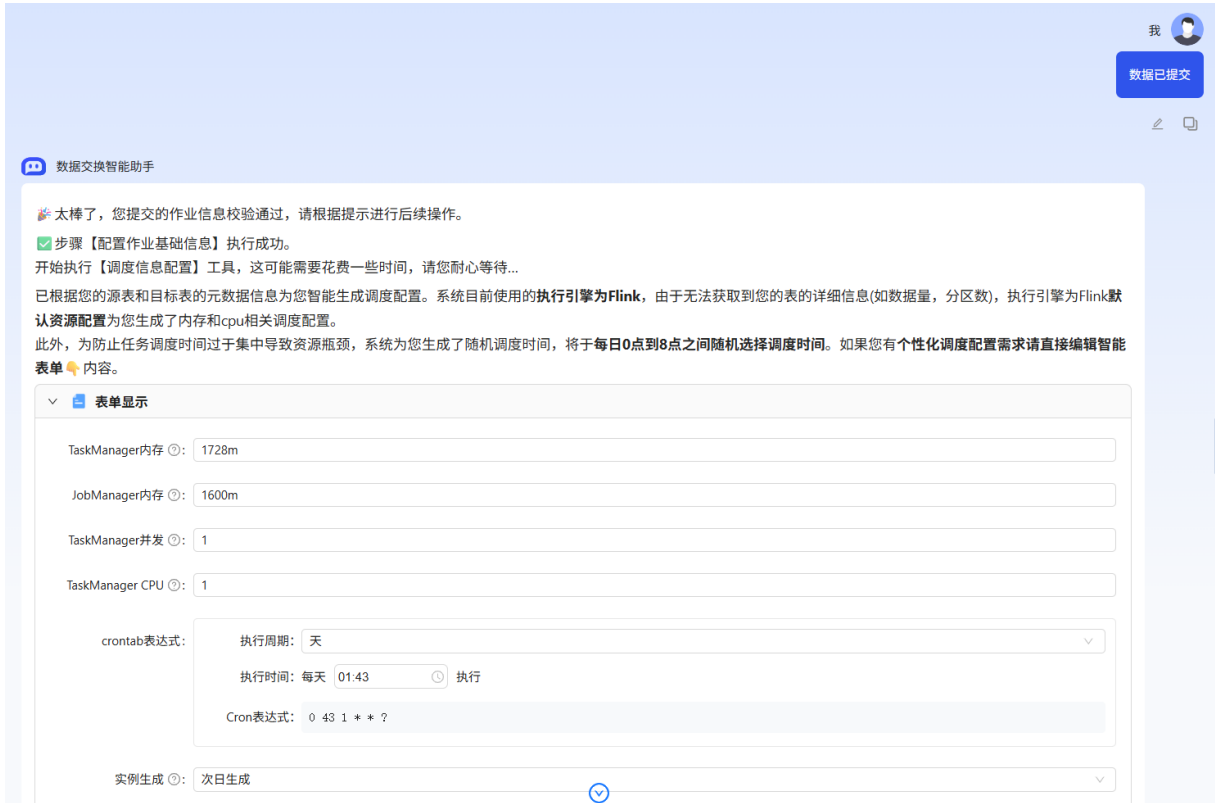 我
数据已提交
数据交换智能助手
🎉太棒了，您提交的作业信息校验通过，请根据提示进行后续操作。
✅步骤【配置作业基础信息】执行成功。
开始执行【调度信息配置】工具，这可能需要花费一些时间，请您耐心等待...
已根据您的源表和目标表的元数据信息为您智能生成调度配置。系统目前使用的执行引擎为Flink，由于无法获取到您的表的详细信息(如数据量，分区数)，执行引擎为Flink默
认资源配置为您生成了内存和cpu相关调度配置。
此外，为防止任务调度时间过于集中导致资源瓶颈，系统为您生成了随机调度时间，将于每日0点到8点之间随机选择调度时间。如果您有个性化调度配置需求请直接编辑智能
表单👇内容。
表单显示
TaskManager内存 ?: 1728m
JobManager内存 ?: 1600m
TaskManager并发 ?: 1
TaskManager CPU ?: 1
crontab表达式: 执行周期: 天
执行时间: 每天 01:43 执行
Cron表达式: 0 43 1 * * ?
实例生成 ?: 次日生成